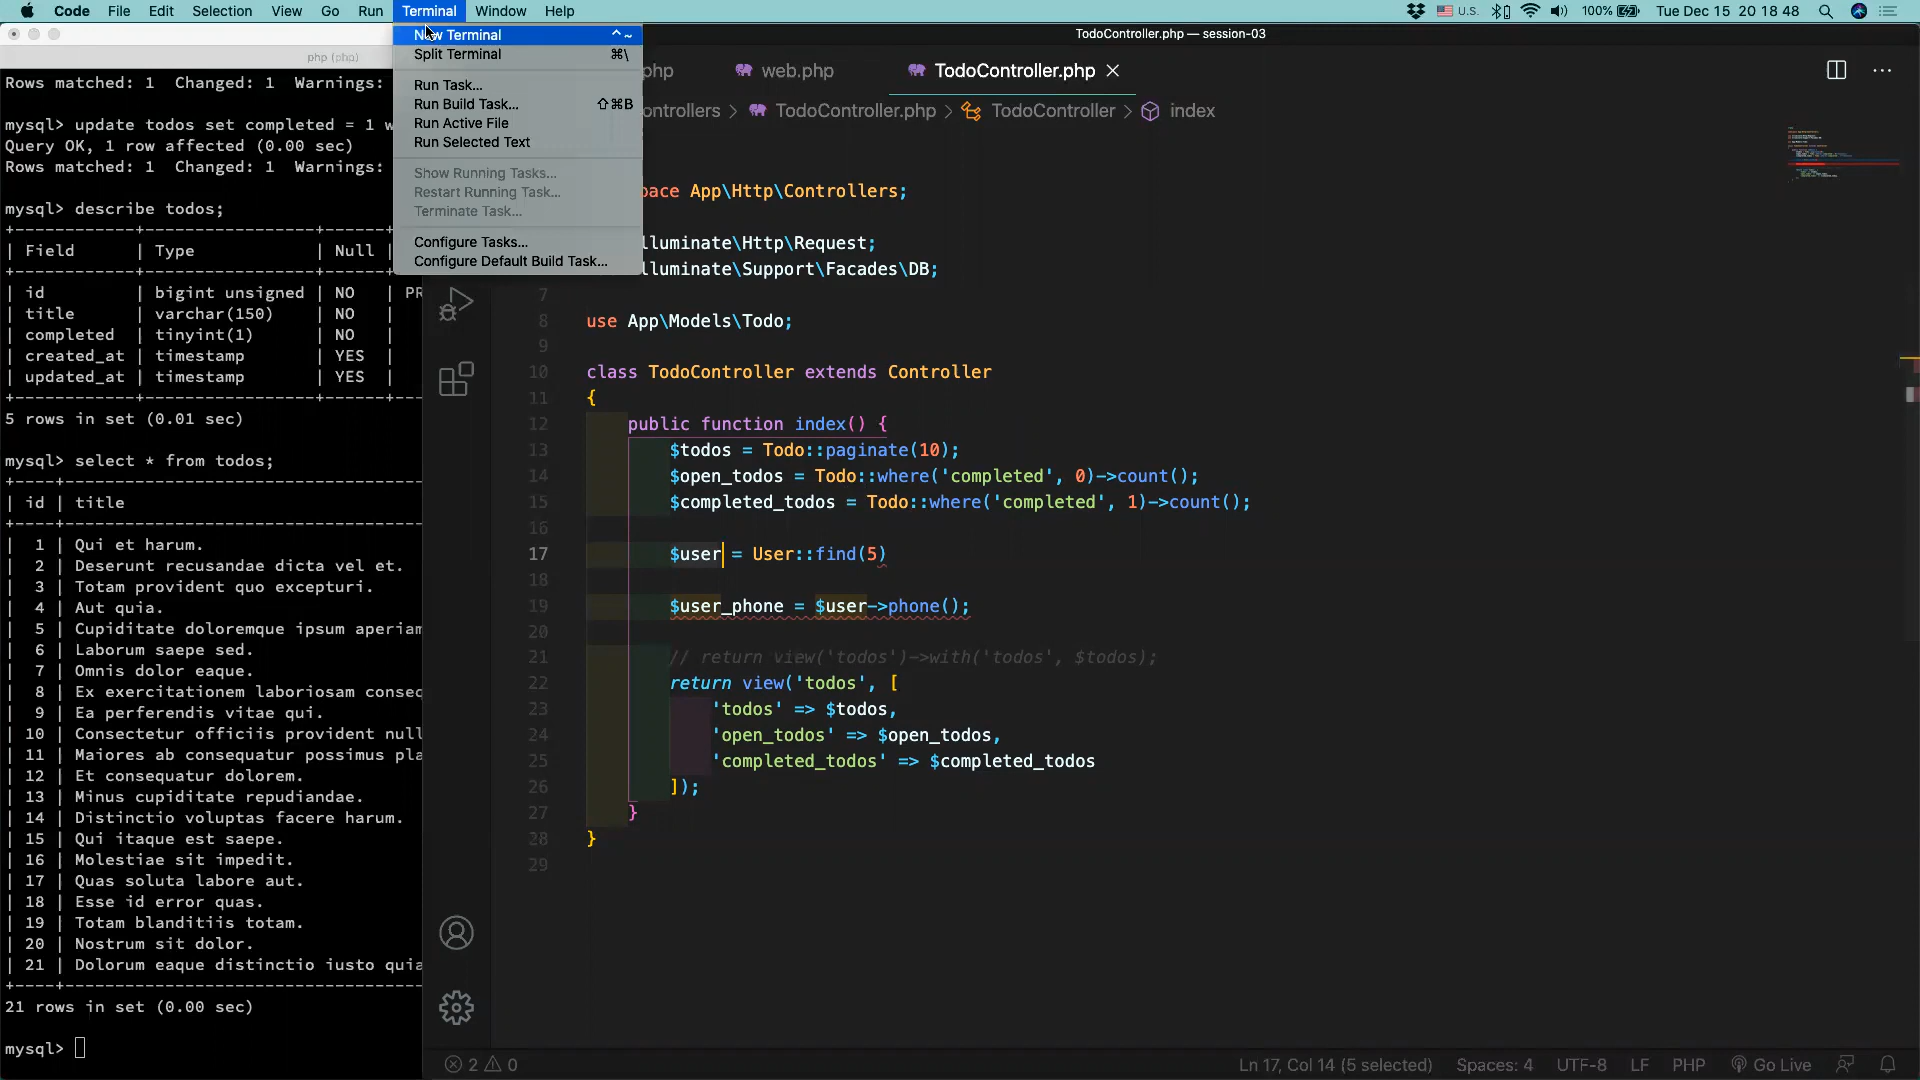 Code File Edit Selection View Go Run Terminal Window Help U.S. 100% Tue Dec 15 20 18 48
TodoController.php — session-03
php (php)
New Terminal ^~
Split Terminal ⌘\
Run Task...
Run Build Task... ⇧⌘B
Run Active File
Run Selected Text
Show Running Tasks...
Restart Running Task...
Terminate Task...
Configure Tasks...
Configure Default Build Task...
Rows matched: 1  Changed: 1  Warnings:
mysql> update todos set completed = 1 w
Query OK, 1 row affected (0.00 sec)
Rows matched: 1  Changed: 1  Warnings:
mysql> describe todos;
+-------------+-----------------+------+
| Field | Type | Null |
+-------------+-----------------+------+
| id | bigint unsigned | NO | PR
| title | varchar(150) | NO
| completed | tinyint(1) | NO
| created_at | timestamp | YES |
| updated_at | timestamp | YES |
+-------------+-----------------+------+---
5 rows in set (0.01 sec)
mysql> select * from todos;
+----+-----------------------------------
| id | title
+----+-----------------------------------
| 1 | Qui et harum.
| 2 | Deserunt recusandae dicta vel et.
| 3 | Totam provident quo excepturi.
| 4 | Aut quia.
| 5 | Cupiditate doloremque ipsum aperiam
| 6 | Laborum saepe sed.
| 7 | Omnis dolor eaque.
| 8 | Ex exercitationem laboriosam conseq
| 9 | Ea perferendis vitae qui.
| 10 | Consectetur officiis provident null
| 11 | Maiores ab consequatur possimus pla
| 12 | Et consequatur dolorem.
| 13 | Minus cupiditate repudiandae.
| 14 | Distinctio voluptas facere harum.
| 15 | Qui itaque est saepe.
| 16 | Molestiae sit impedit.
| 17 | Quas soluta labore aut.
| 18 | Esse id error quas.
| 19 | Totam blanditiis totam.
| 20 | Nostrum sit dolor.
| 21 | Dolorum eaque distinctio iusto quia
+----+-----------------------------------
21 rows in set (0.00 sec)
mysql>
php web.php TodoController.php
ontrollers > TodoController.php > TodoController > index
pace App\Http\Controllers;
lluminate\Http\Request;
lluminate\Support\Facades\DB;
7
8 use App\Models\Todo;
9
10 class TodoController extends Controller
11 {
12 public function index() {
13 $todos = Todo::paginate(10);
14 $open_todos = Todo::where('completed', 0)->count();
15 $completed_todos = Todo::where('completed', 1)->count();
16
17 $user = User::find(5)
18
19 $user_phone = $user->phone();
20
21 // return view('todos')->with('todos', $todos);
22 return view('todos', [
23 'todos' => $todos,
24 'open_todos' => $open_todos,
25 'completed_todos' => $completed_todos
26 ]);
27 }
28 }
29
2 0 Ln 17, Col 14 (5 selected) Spaces: 4 UTF-8 LF PHP Go Live